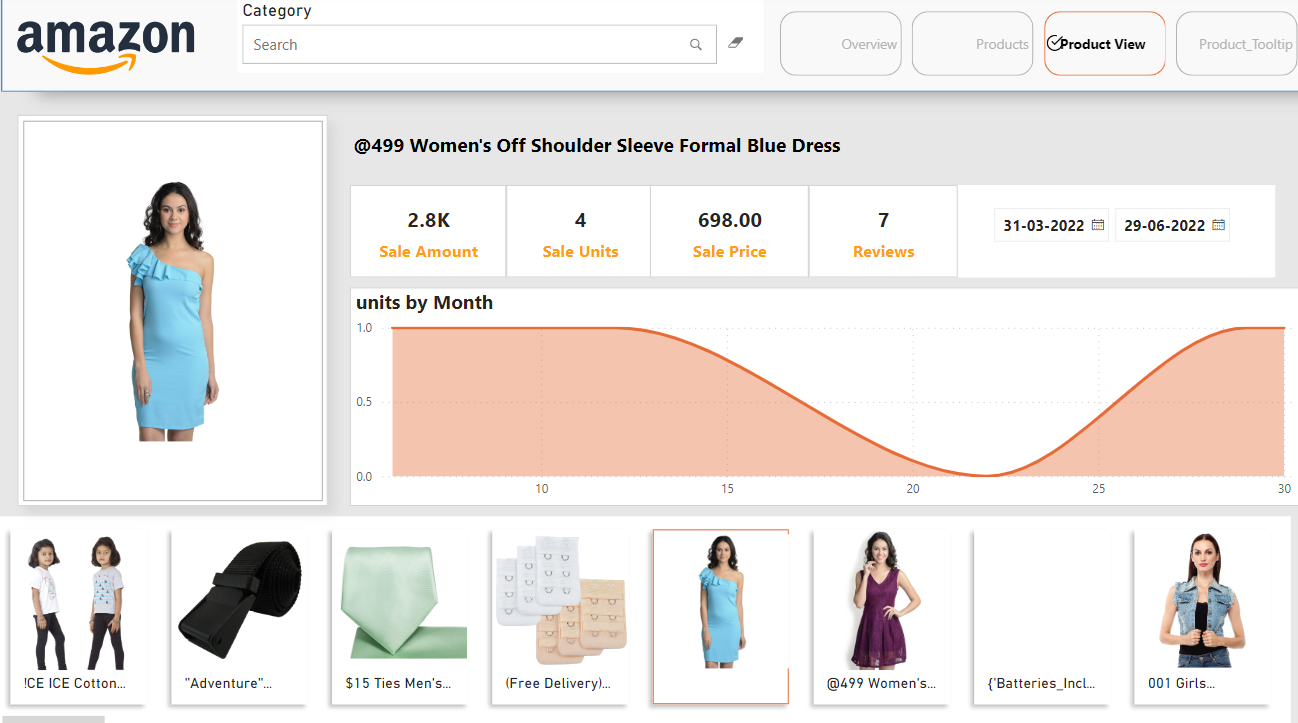 amazon
Category
Search
Overview
Products
Product View
Product_Tooltip
@499 Women's Off Shoulder Sleeve Formal Blue Dress
2.8K
Sale Amount
4
Sale Units
698.00
Sale Price
7
Reviews
31-03-2022
29-06-2022
units by Month
1.0
0.5
0.0
10
15
20
25
30
!CE ICE Cotton...
"Adventure"...
$15 Ties Men's...
(Free Delivery)...
@499 Women's...
{'Batteries_Incl...
001 Girls...